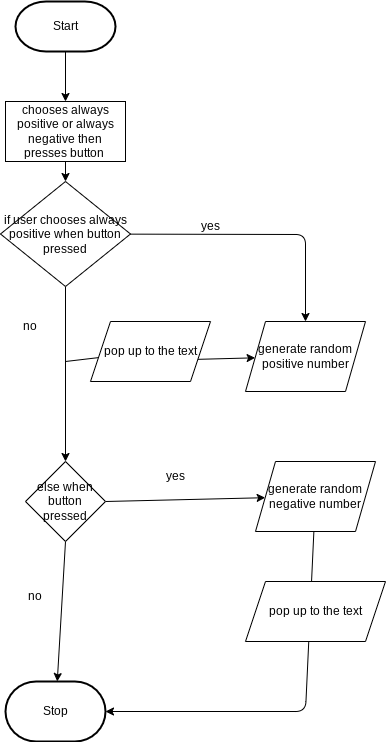 Start
chooses always
positive or always
negative then
presses button
if user chooses always
positive when button
pressed
yes
no
pop up to the text
generate random
positive number
else when
button
pressed
yes
generate random
negative number
no
pop up to the text
Stop